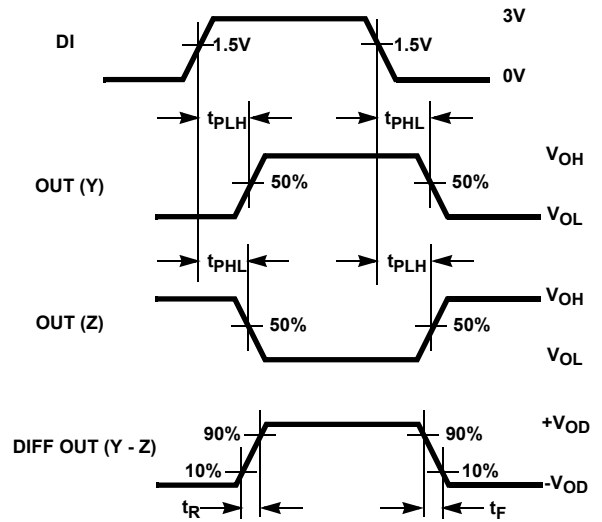 3V
DI
1.5V
1.5V
0V
tPLH
tPHL
VOH
OUT (Y)
50%
50%
VOL
tPHL
tPLH
VOH
OUT (Z)
50%
50%
VOL
+VOD
DIFF OUT (Y - Z)
90%
90%
10%
10%
-VOD
tR
tF